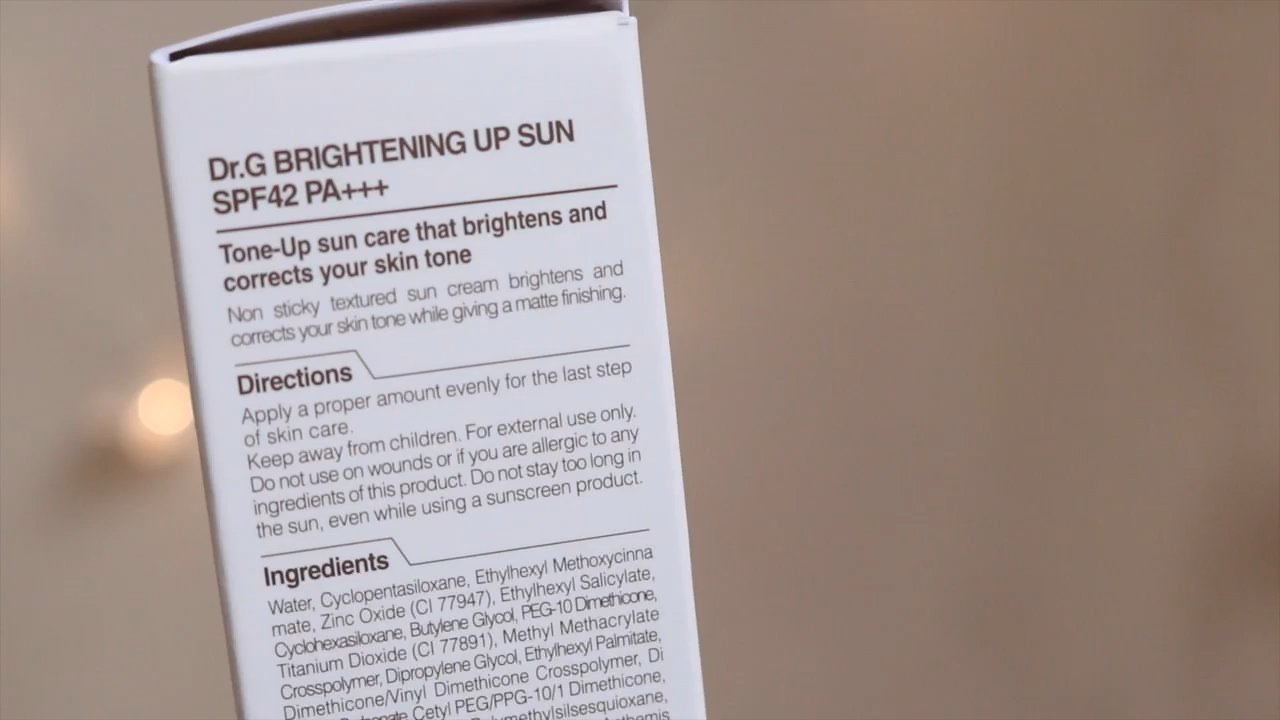 Dr.G BRIGHTENING UP SUN
SPF42 PA+++
Tone-Up sun care that brightens and
corrects your skin tone
Non sticky textured sun cream brightens and
corrects your skin tone while giving a matte finishing.
Directions
Apply a proper amount evenly for the last step
of skin care.
Keep away from children. For external use only.
Do not use on wounds or if you are allergic to any
ingredients of this product. Do not stay too long in
the sun, even while using a sunscreen product.
Ingredients
Water, Cyclopentasiloxane, Ethylhexyl Methoxycinna
mate, Zinc Oxide (CI 77947), Ethylhexyl Salicylate,
Cyclohexasiloxane, Butylene Glycol, PEG-10 Dimethicone,
Titanium Dioxide (CI 77891), Methyl Methacrylate
Crosspolymer, Dipropylene Glycol, Ethylhexyl Palmitate,
Dimethicone/Vinyl Dimethicone Crosspolymer, Di
Cetyl PEG/PPG-10/1 Dimethicone,